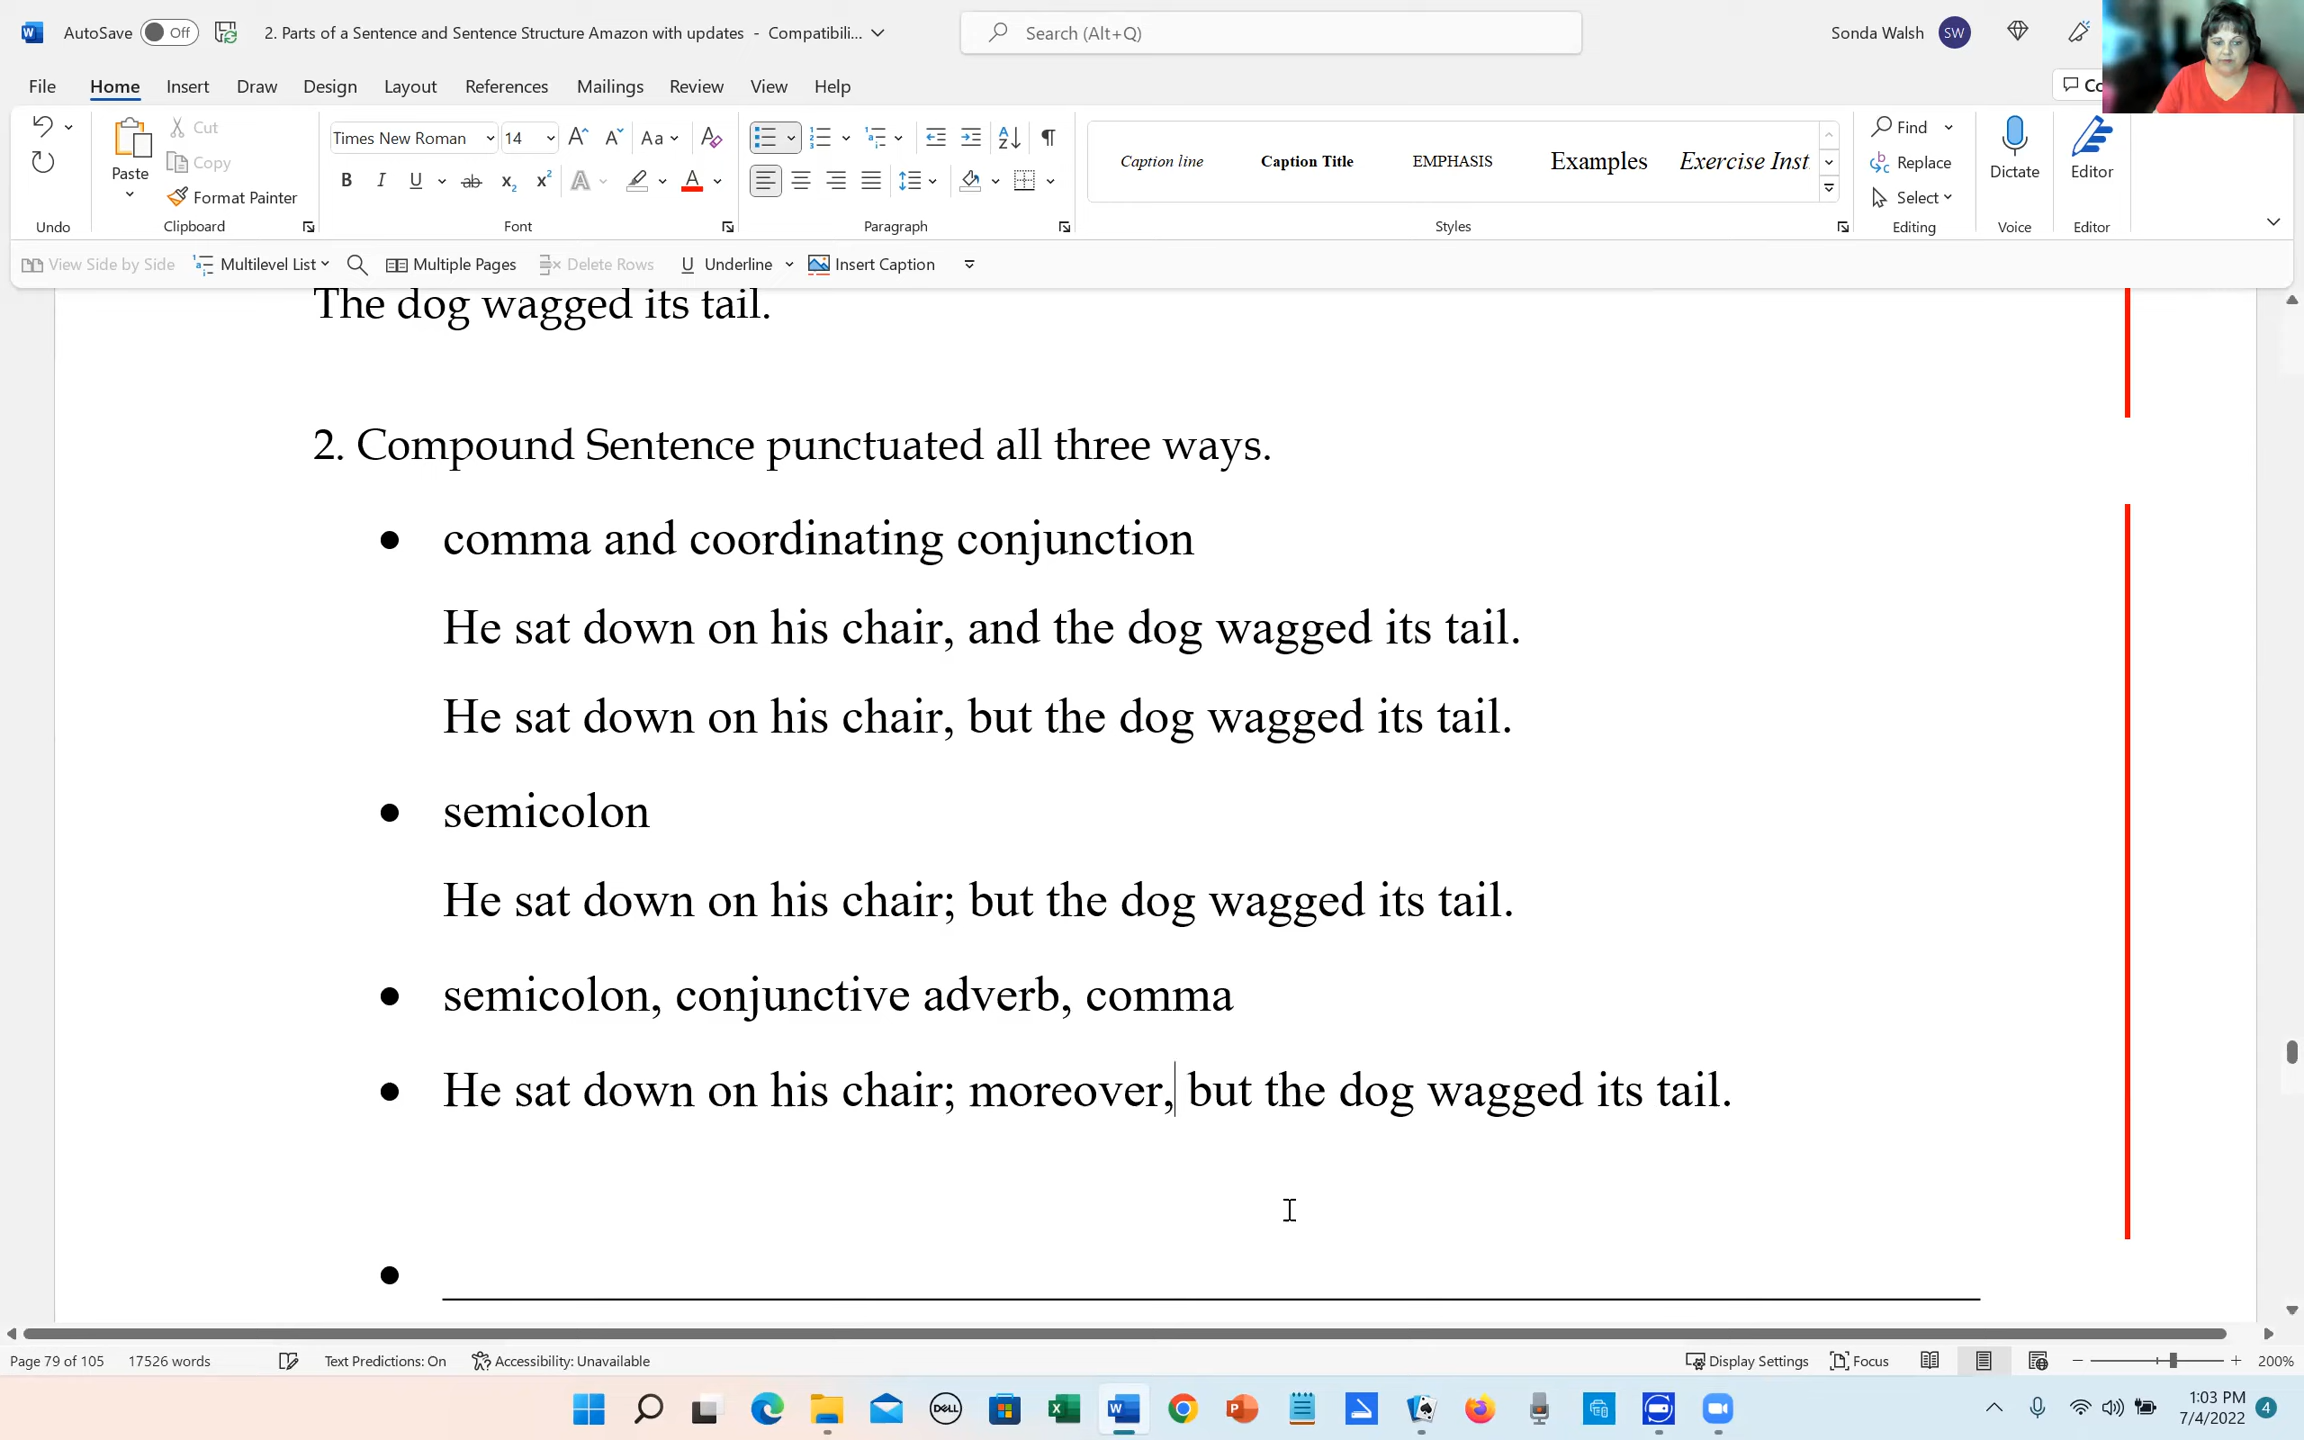 AutoSave Off 2. Parts of a Sentence and Sentence Structure Amazon with updates - Compatibili... Search (Alt+Q) Sonda Walsh SW
File Home Insert Draw Design Layout References Mailings Review View Help Co
Paste Cut Copy Format Painter Times New Roman 14 Caption line Caption Title EMPHASIS Examples Exercise Inst Find Replace Select Dictate Editor
Undo Clipboard Font Paragraph Styles Editing Voice Editor
View Side by Side Multilevel List Multiple Pages Delete Rows Underline Insert Caption
The dog wagged its tail.
2. Compound Sentence punctuated all three ways.
● comma and coordinating conjunction
He sat down on his chair, and the dog wagged its tail.
He sat down on his chair, but the dog wagged its tail.
● semicolon
He sat down on his chair; but the dog wagged its tail.
● semicolon, conjunctive adverb, comma
● He sat down on his chair; moreover, but the dog wagged its tail.
Page 79 of 105 17526 words Text Predictions: On Accessibility: Unavailable Display Settings Focus 200%
DELL 1:03 PM
7/4/2022 4